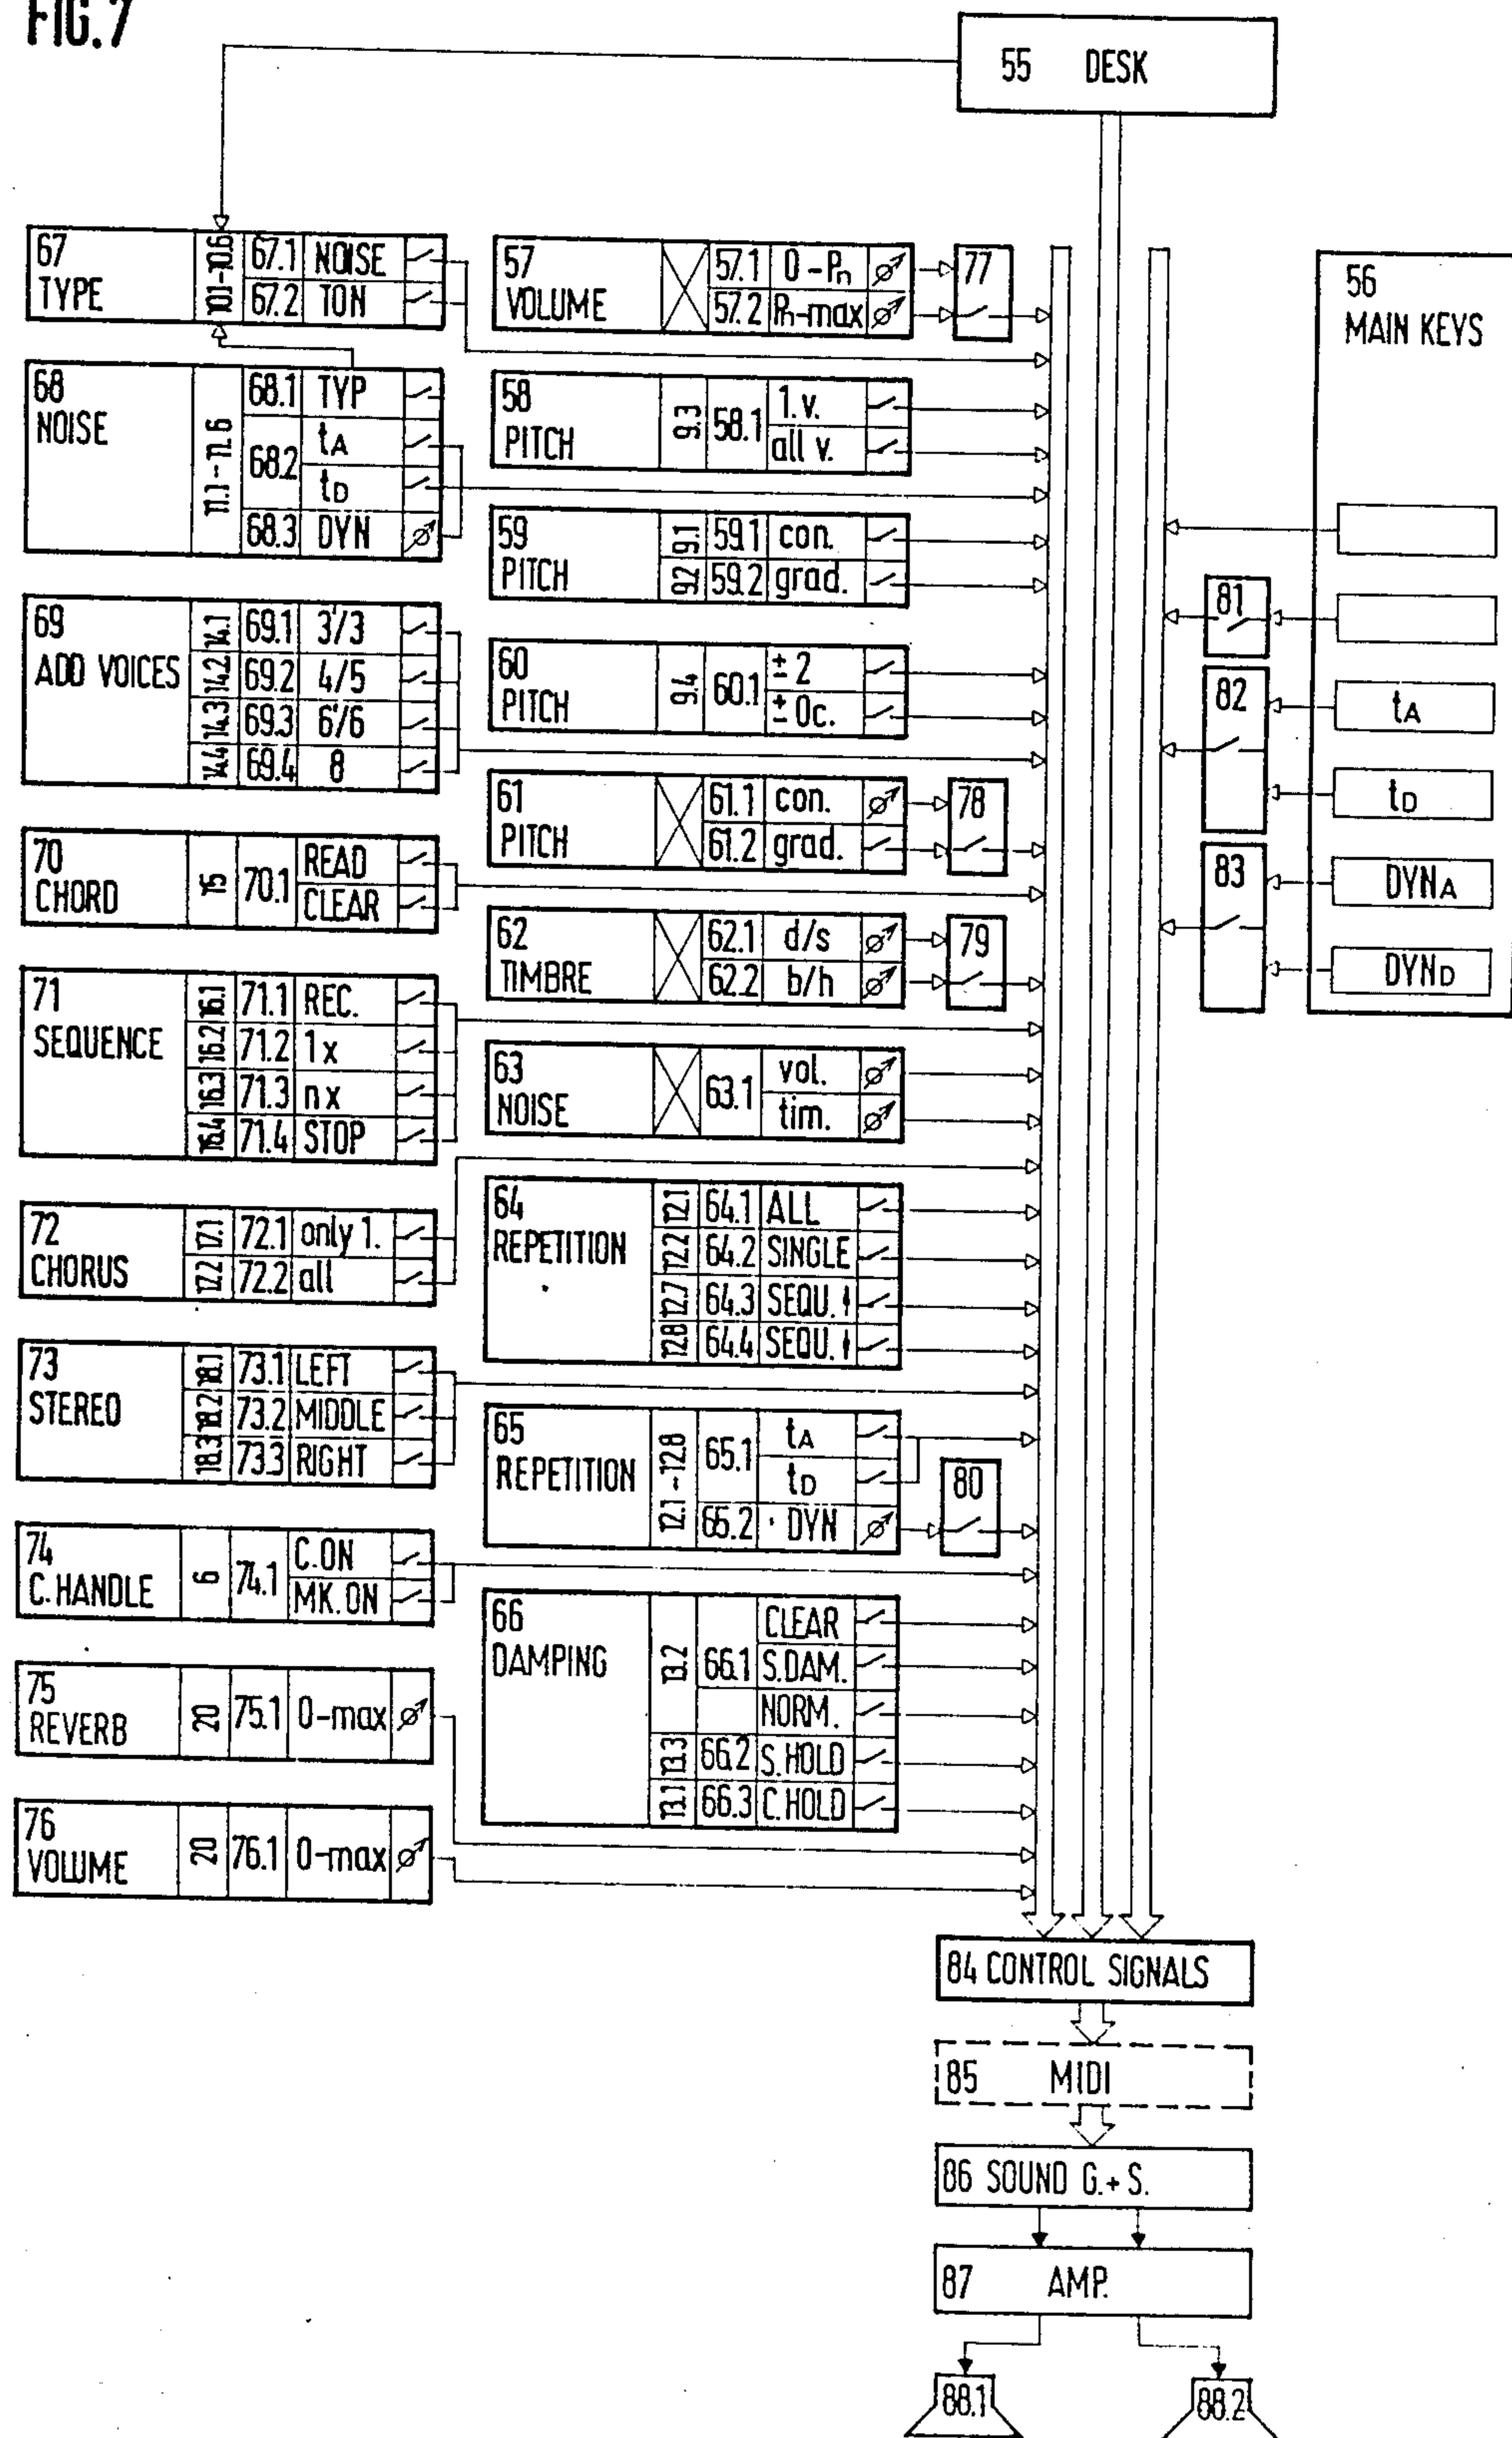 FIG.7
55 DESK
67
TYPE
10.1-10.6
67.1 NOISE
67.2 TON
68
NOISE
11.1-11.6
68.1 TYP
68.2
tA
tD
68.3 DYN
69
ADD VOICES
14.1 69.1 3'/3
14.2 69.2 4/5
14.3 69.3 6'/6
14.4 69.4 8
70
CHORD
15
70.1
READ
CLEAR
71
SEQUENCE
16.1 71.1 REC.
16.2 71.2 1x
16.3 71.3 nx
16.4 71.4 STOP
72
CHORUS
17.1 72.1 only 1.
17.2 72.2 all
73
STEREO
18.1 73.1 LEFT
18.2 73.2 MIDDLE
18.3 73.3 RIGHT
74
C.HANDLE
6
74.1
C.ON
MK.ON
75
REVERB
20 75.1 0-max
76
VOLUME
20 76.1 0-max
57
VOLUME
57.1 0-Pn
57.2 Pn-max
77
58
PITCH
9.3
58.1
1.v.
all v.
59
PITCH
9.1 59.1 con.
9.2 59.2 grad.
60
PITCH
9.4
60.1
±2
±0c.
61
PITCH
61.1 con.
61.2 grad.
78
62
TIMBRE
62.1 d/s
62.2 b/h
79
63
NOISE
63.1
vol.
tim.
64
REPETITION
12.1 64.1 ALL
12.2 64.2 SINGLE
12.7 64.3 SEQU.
12.8 64.4 SEQU.
65
REPETITION
12.1-12.8
65.1
tA
tD
65.2 DYN
80
66
DAMPING
13.2
66.1
CLEAR
S.DAM.
NORM.
13.3 66.2 S.HOLD
13.1 66.3 C.HOLD
56
MAIN KEYS
81
82
tA
tD
83
DYNA
DYND
84 CONTROL SIGNALS
85 MIDI
86 SOUND G.+S.
87 AMP.
88.1
88.2